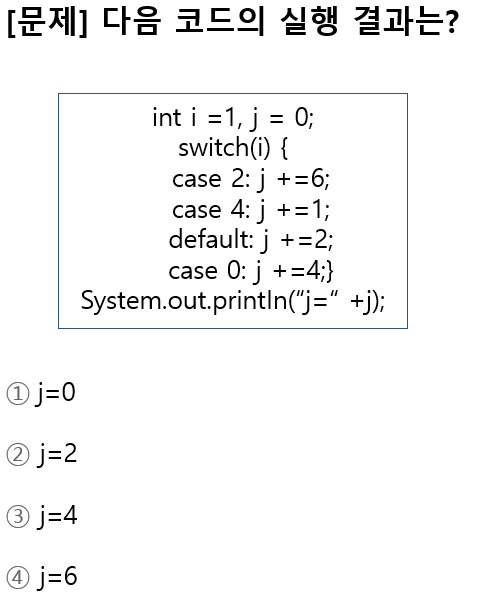 [문제] 다음 코드의 실행 결과는?
int i =1, j = 0;
switch(i) {
case 2: j +=6;
case 4: j +=1;
default: j +=2;
case 0: j +=4;}
System.out.println(“j=“ +j);
① j=0
② j=2
③ j=4
④ j=6